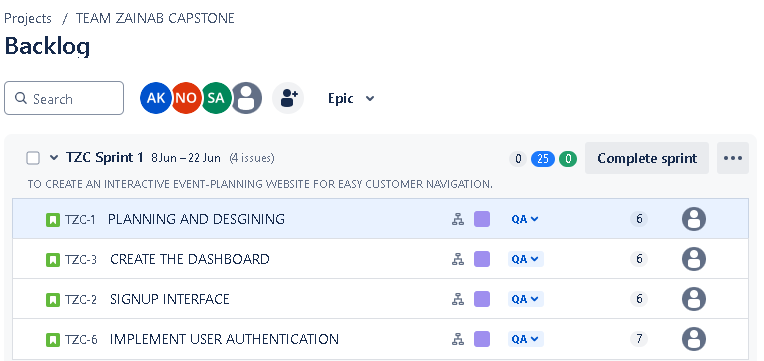 Projects / TEAM ZAINAB CAPSTONE
Backlog
Search AK NO SA Epic
TZC Sprint 1 8 Jun – 22 Jun (4 issues) 0 25 0 Complete sprint
TO CREATE AN INTERACTIVE EVENT-PLANNING WEBSITE FOR EASY CUSTOMER NAVIGATION.
TZC-1 PLANNING AND DESGINING QA 6
TZC-3 CREATE THE DASHBOARD QA 6
TZC-2 SIGNUP INTERFACE QA 6
TZC-6 IMPLEMENT USER AUTHENTICATION QA 7